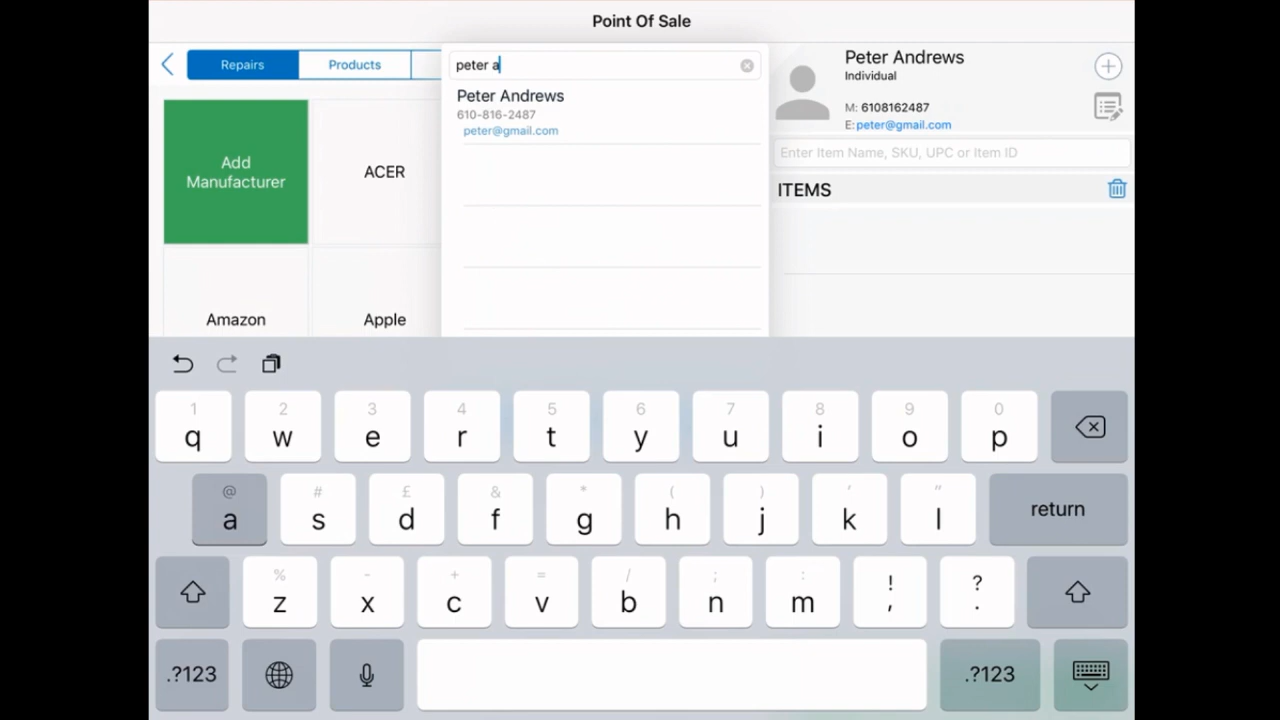 Point Of Sale
Repairs
Products
peter a
Peter Andrews
610-816-2487
peter@gmail.com
Peter Andrews
Individual
M: 6108162487
E: peter@gmail.com
Enter Item Name, SKU, UPC or Item ID
ITEMS
Add
Manufacturer
ACER
Amazon
Apple
1 2 3 4 5 6 7 8 9 0
q w e r t y u i o p
@ # £ & * ( ) ' "
a s d f g h j k l return
% - + = / ; : ! ?
z x c v b n m , .
.?123 .?123